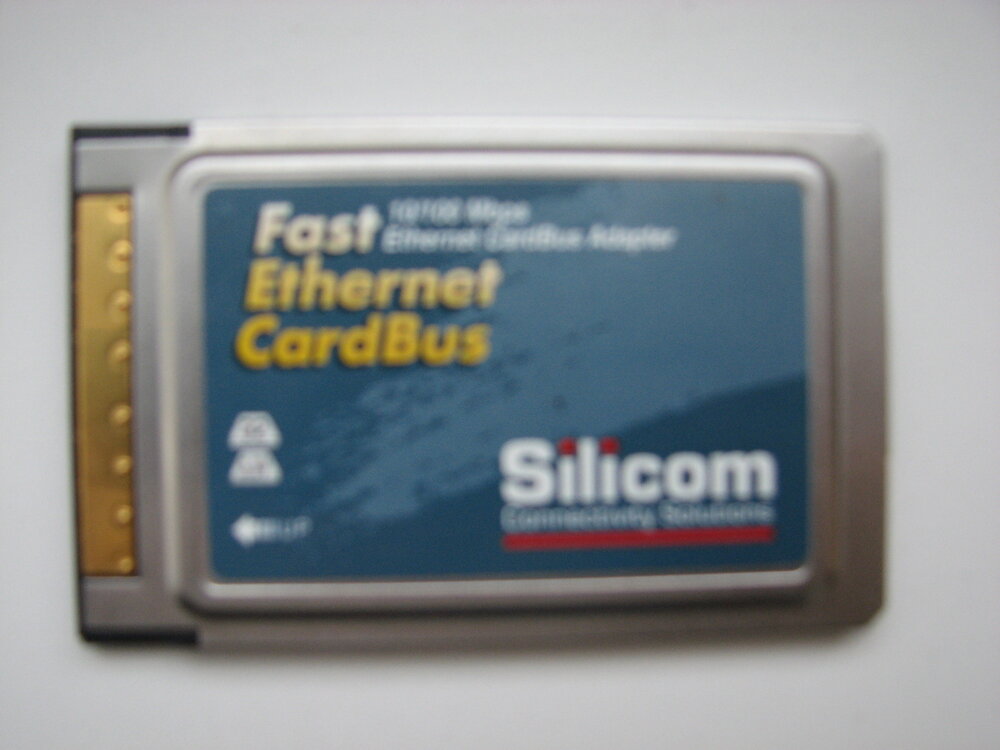 Fast
Ethernet
CardBus
10/100 Mbps
Ethernet CardBus Adapter
Silicom
Connectivity Solutions